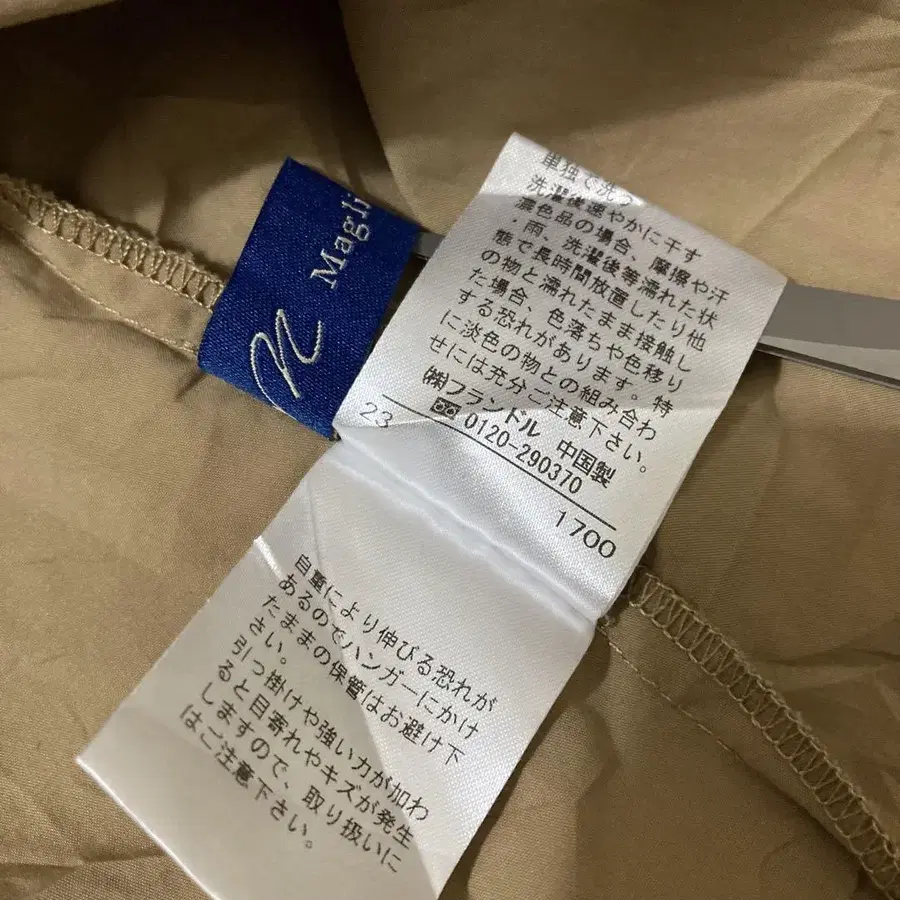 Magli
単独で洗っ
洗濯後速やかに干す
濃色品の場合、摩擦や汗
・雨、洗濯後等濡れた状
態で長時間放置したり他
の物と濡れたまま接触し
た場合、色落ちや色移り
する恐れがあります。特
に淡色の物との組み合わ
せには充分ご注意下さい。
㈱フランドル 中国製
0120-290370
23
1700
自重により伸びる恐れが
あるのでハンガーにかけ
たままの保管はお避け下
さい。
引っ掛けや強い力が加わ
ると目寄れやキズが発生
しますので、取り扱いに
はご注意下さい。